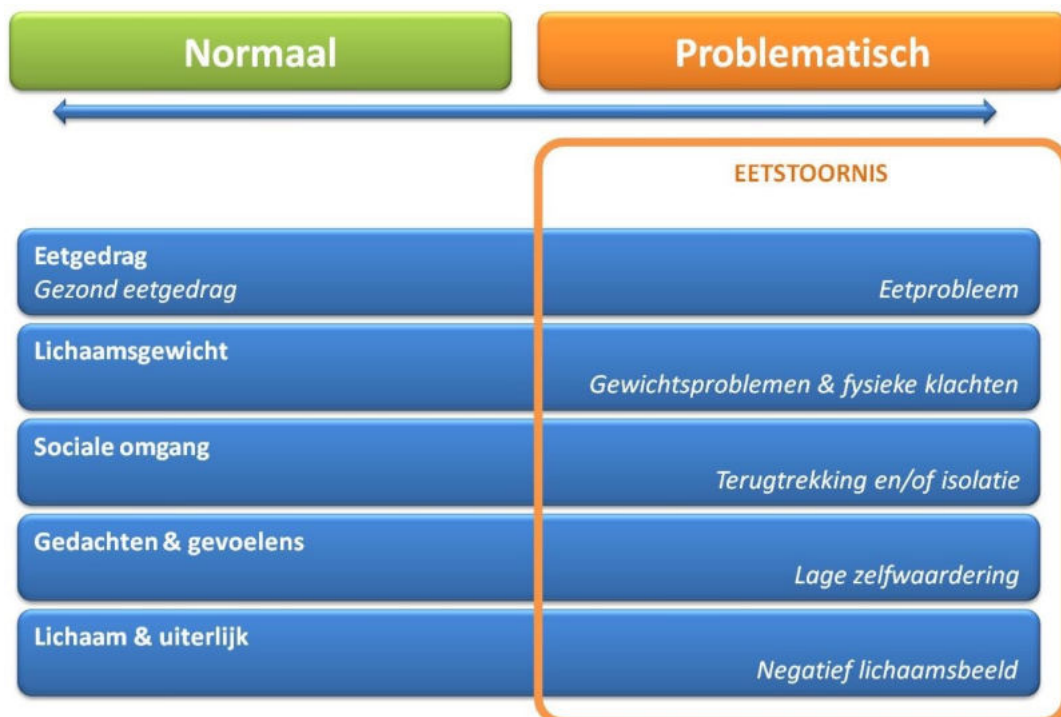 Normaal
Problematisch
EETSTOORNIS
Eetgedrag
Gezond eetgedrag
Eetprobleem
Lichaamsgewicht
Gewichtsproblemen & fysieke klachten
Sociale omgang
Terugtrekking en/of isolatie
Gedachten & gevoelens
Lage zelfwaardering
Lichaam & uiterlijk
Negatief lichaamsbeeld